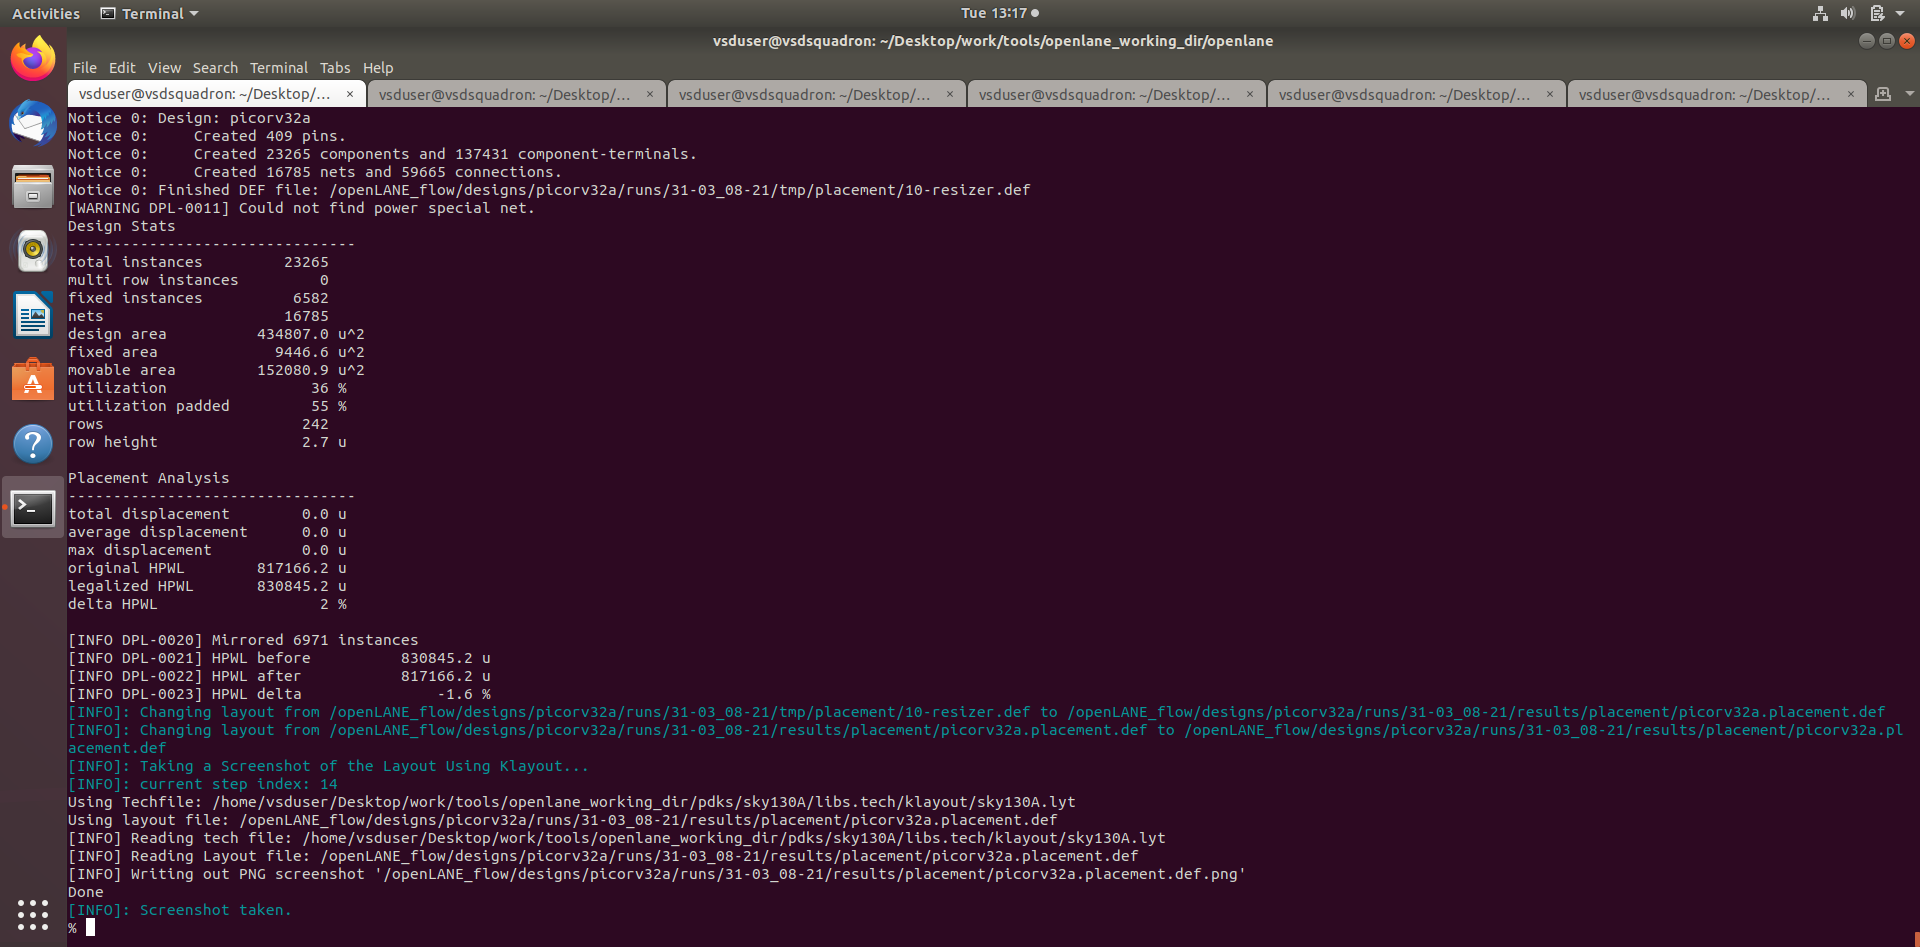 Activities Terminal Tue 13:17
vsduser@vsdsquadron: ~/Desktop/work/tools/openlane_working_dir/openlane
File Edit View Search Terminal Tabs Help
vsduser@vsdsquadron: ~/Desktop/... × vsduser@vsdsquadron: ~/Desktop/... × vsduser@vsdsquadron: ~/Desktop/... × vsduser@vsdsquadron: ~/Desktop/... × vsduser@vsdsquadron: ~/Desktop/... × vsduser@vsdsquadron: ~/Desktop/... ×
Notice 0: Design: picorv32a
Notice 0:     Created 409 pins.
Notice 0:     Created 23265 components and 137431 component-terminals.
Notice 0:     Created 16785 nets and 59665 connections.
Notice 0: Finished DEF file: /openLANE_flow/designs/picorv32a/runs/31-03_08-21/tmp/placement/10-resizer.def
[WARNING DPL-0011] Could not find power special net.
Design Stats
--------------------------------
total instances         23265
multi row instances         0
fixed instances          6582
nets                    16785
design area          434807.0 u^2
fixed area             9446.6 u^2
movable area         152080.9 u^2
utilization                36 %
utilization padded         55 %
rows                      242
row height                2.7 u
Placement Analysis
--------------------------------
total displacement        0.0 u
average displacement      0.0 u
max displacement          0.0 u
original HPWL        817166.2 u
legalized HPWL       830845.2 u
delta HPWL                  2 %
[INFO DPL-0020] Mirrored 6971 instances
[INFO DPL-0021] HPWL before          830845.2 u
[INFO DPL-0022] HPWL after           817166.2 u
[INFO DPL-0023] HPWL delta               -1.6 %
[INFO]: Changing layout from /openLANE_flow/designs/picorv32a/runs/31-03_08-21/tmp/placement/10-resizer.def to /openLANE_flow/designs/picorv32a/runs/31-03_08-21/results/placement/picorv32a.placement.def
[INFO]: Changing layout from /openLANE_flow/designs/picorv32a/runs/31-03_08-21/results/placement/picorv32a.placement.def to /openLANE_flow/designs/picorv32a/runs/31-03_08-21/results/placement/picorv32a.pl
acement.def
[INFO]: Taking a Screenshot of the Layout Using Klayout...
[INFO]: current step index: 14
Using Techfile: /home/vsduser/Desktop/work/tools/openlane_working_dir/pdks/sky130A/libs.tech/klayout/sky130A.lyt
Using layout file: /openLANE_flow/designs/picorv32a/runs/31-03_08-21/results/placement/picorv32a.placement.def
[INFO] Reading tech file: /home/vsduser/Desktop/work/tools/openlane_working_dir/pdks/sky130A/libs.tech/klayout/sky130A.lyt
[INFO] Reading Layout file: /openLANE_flow/designs/picorv32a/runs/31-03_08-21/results/placement/picorv32a.placement.def
[INFO] Writing out PNG screenshot '/openLANE_flow/designs/picorv32a/runs/31-03_08-21/results/placement/picorv32a.placement.def.png'
Done
[INFO]: Screenshot taken.
%